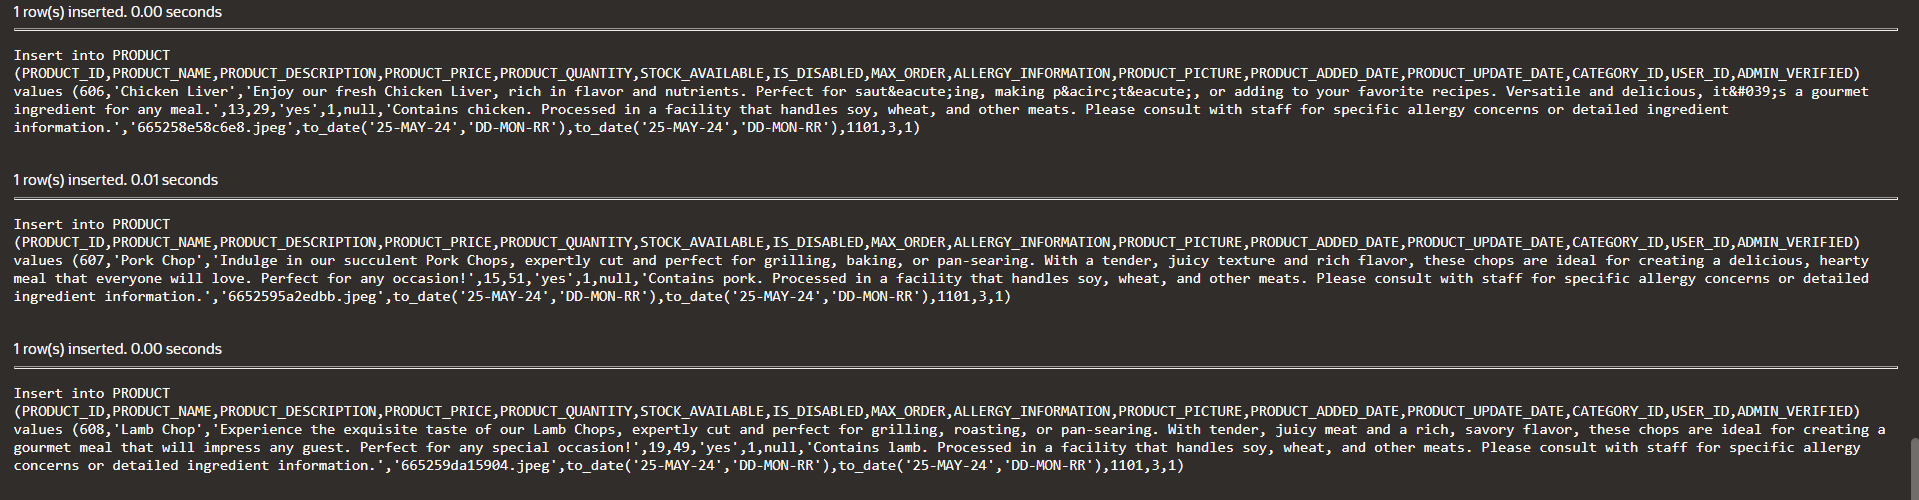 1 row(s) inserted. 0.00 seconds
Insert into PRODUCT
(PRODUCT_ID,PRODUCT_NAME,PRODUCT_DESCRIPTION,PRODUCT_PRICE,PRODUCT_QUANTITY,STOCK_AVAILABLE,IS_DISABLED,MAX_ORDER,ALLERGY_INFORMATION,PRODUCT_PICTURE,PRODUCT_ADDED_DATE,PRODUCT_UPDATE_DATE,CATEGORY_ID,USER_ID,ADMIN_VERIFIED)
values (606,'Chicken Liver','Enjoy our fresh Chicken Liver, rich in flavor and nutrients. Perfect for saut&eacute;ing, making p&acirc;t&eacute;, or adding to your favorite recipes. Versatile and delicious, it&#039;s a gourmet
ingredient for any meal.',13,29,'yes',1,null,'Contains chicken. Processed in a facility that handles soy, wheat, and other meats. Please consult with staff for specific allergy concerns or detailed ingredient
information.','665258e58c6e8.jpeg',to_date('25-MAY-24','DD-MON-RR'),to_date('25-MAY-24','DD-MON-RR'),1101,3,1)
1 row(s) inserted. 0.01 seconds
Insert into PRODUCT
(PRODUCT_ID,PRODUCT_NAME,PRODUCT_DESCRIPTION,PRODUCT_PRICE,PRODUCT_QUANTITY,STOCK_AVAILABLE,IS_DISABLED,MAX_ORDER,ALLERGY_INFORMATION,PRODUCT_PICTURE,PRODUCT_ADDED_DATE,PRODUCT_UPDATE_DATE,CATEGORY_ID,USER_ID,ADMIN_VERIFIED)
values (607,'Pork Chop','Indulge in our succulent Pork Chops, expertly cut and perfect for grilling, baking, or pan-searing. With a tender, juicy texture and rich flavor, these chops are ideal for creating a delicious, hearty
meal that everyone will love. Perfect for any occasion!',15,51,'yes',1,null,'Contains pork. Processed in a facility that handles soy, wheat, and other meats. Please consult with staff for specific allergy concerns or detailed
ingredient information.','6652595a2edbb.jpeg',to_date('25-MAY-24','DD-MON-RR'),to_date('25-MAY-24','DD-MON-RR'),1101,3,1)
1 row(s) inserted. 0.00 seconds
Insert into PRODUCT
(PRODUCT_ID,PRODUCT_NAME,PRODUCT_DESCRIPTION,PRODUCT_PRICE,PRODUCT_QUANTITY,STOCK_AVAILABLE,IS_DISABLED,MAX_ORDER,ALLERGY_INFORMATION,PRODUCT_PICTURE,PRODUCT_ADDED_DATE,PRODUCT_UPDATE_DATE,CATEGORY_ID,USER_ID,ADMIN_VERIFIED)
values (608,'Lamb Chop','Experience the exquisite taste of our Lamb Chops, expertly cut and perfect for grilling, roasting, or pan-searing. With tender, juicy meat and a rich, savory flavor, these chops are ideal for creating a
gourmet meal that will impress any guest. Perfect for any special occasion!',19,49,'yes',1,null,'Contains lamb. Processed in a facility that handles soy, wheat, and other meats. Please consult with staff for specific allergy
concerns or detailed ingredient information.','665259da15904.jpeg',to_date('25-MAY-24','DD-MON-RR'),to_date('25-MAY-24','DD-MON-RR'),1101,3,1)